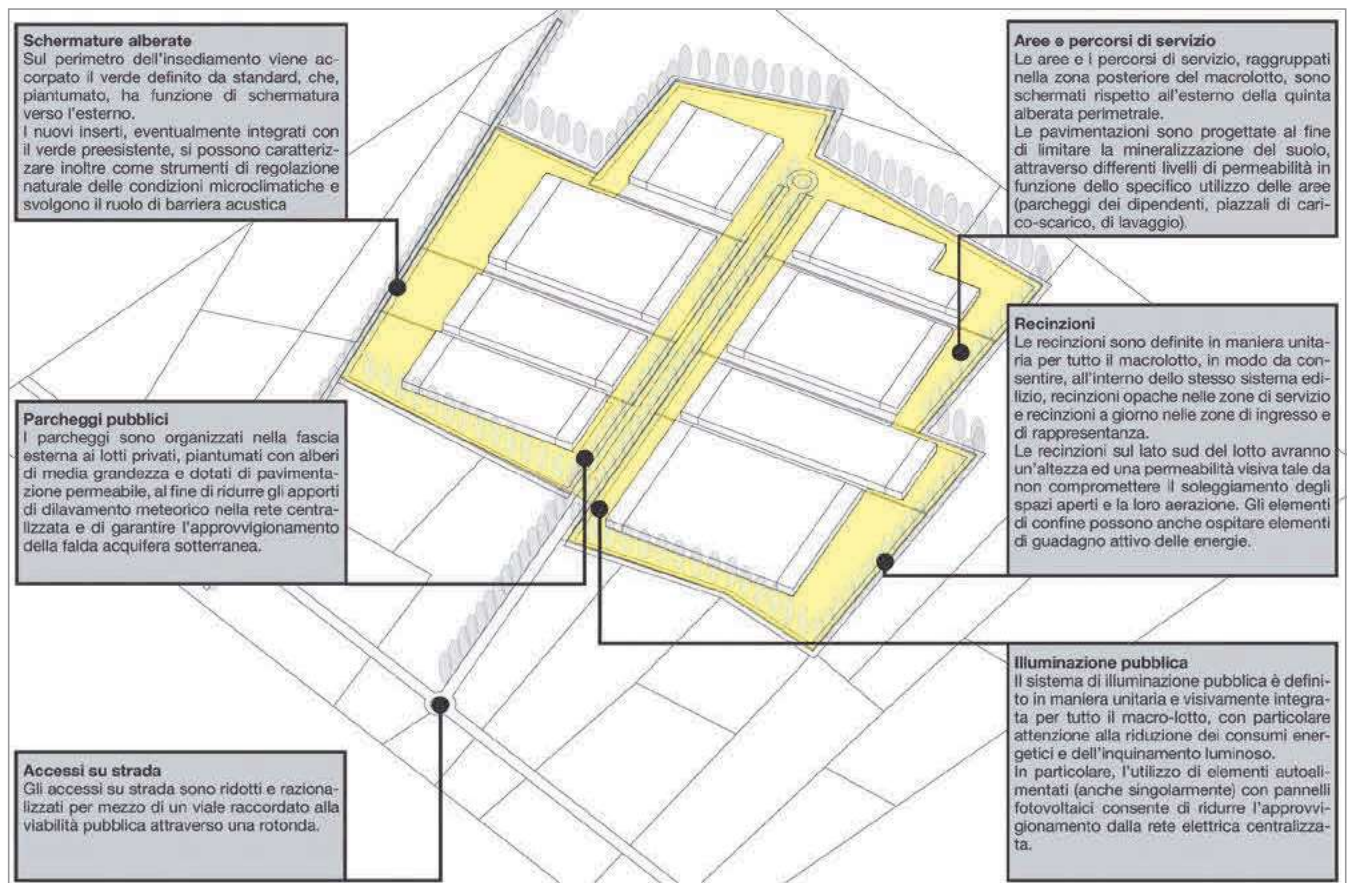 Schermature alberate
Sul perimetro dell'insediamento viene ac-
corpato il verde definito da standard, che,
piantumato, ha funzione di schermatura
verso l'esterno.
I nuovi inserti, eventualmente integrati con
il verde preesistente, si possono caratteriz-
zare inoltre come strumenti di regolazione
naturale delle condizioni microclimatiche e
svolgono il ruolo di barriera acustica
Parcheggi pubblici
I parcheggi sono organizzati nella fascia
esterna ai lotti privati, piantumati con alberi
di media grandezza e dotati di pavimenta-
zione permeabile, al fine di ridurre gli apporti
di dilavamento meteorico nella rete centra-
lizzata e di garantire l'approvvigionamento
della falda acquifera sotterranea.
Accessi su strada
Gli accessi su strada sono ridotti e raziona-
lizzati per mezzo di un viale raccordato alla
viabilità pubblica attraverso una rotonda.
Aree e percorsi di servizio
Le aree e i percorsi di servizio, raggruppati
nella zona posteriore del macrolotto, sono
schermati rispetto all'esterno della quinta
alberata perimetrale.
Le pavimentazioni sono progettate al fine
di limitare la mineralizzazione del suolo,
attraverso differenti livelli di permeabilità in
funzione dello specifico utilizzo delle aree
(parcheggi dei dipendenti, piazzali di cari-
co-scarico, di lavaggio).
Recinzioni
Le recinzioni sono definite in maniera unita-
ria per tutto il macrolotto, in modo da con-
sentire, all'interno dello stesso sistema edi-
lizio, recinzioni opache nelle zone di servizio
e recinzioni a giorno nelle zone di ingresso e
di rappresentanza.
Le recinzioni sul lato sud del lotto avranno
un'altezza ed una permeabilità visiva tale da
non compromettere il soleggiamento degli
spazi aperti e la loro aerazione. Gli elementi
di confine possono anche ospitare elementi
di guadagno attivo delle energie.
Illuminazione pubblica
Il sistema di illuminazione pubblica è defini-
to in maniera unitaria e visivamente integra-
ta per tutto il macro-lotto, con particolare
attenzione alla riduzione dei consumi ener-
getici e dell'inquinamento luminoso.
In particolare, l'utilizzo di elementi autoali-
mentati (anche singolarmente) con pannelli
fotovoltaici consente di ridurre l'approvvi-
gionamento dalla rete elettrica centralizza-
ta.